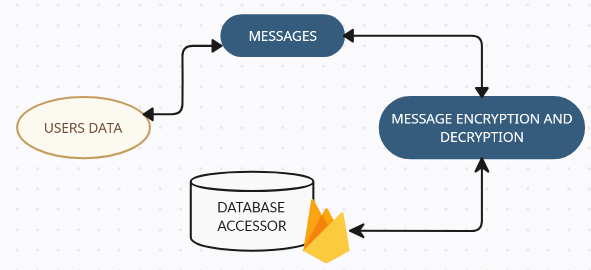 MESSAGES
USERS DATA
MESSAGE ENCRYPTION AND
DECRYPTION
DATABASE
ACCESSOR